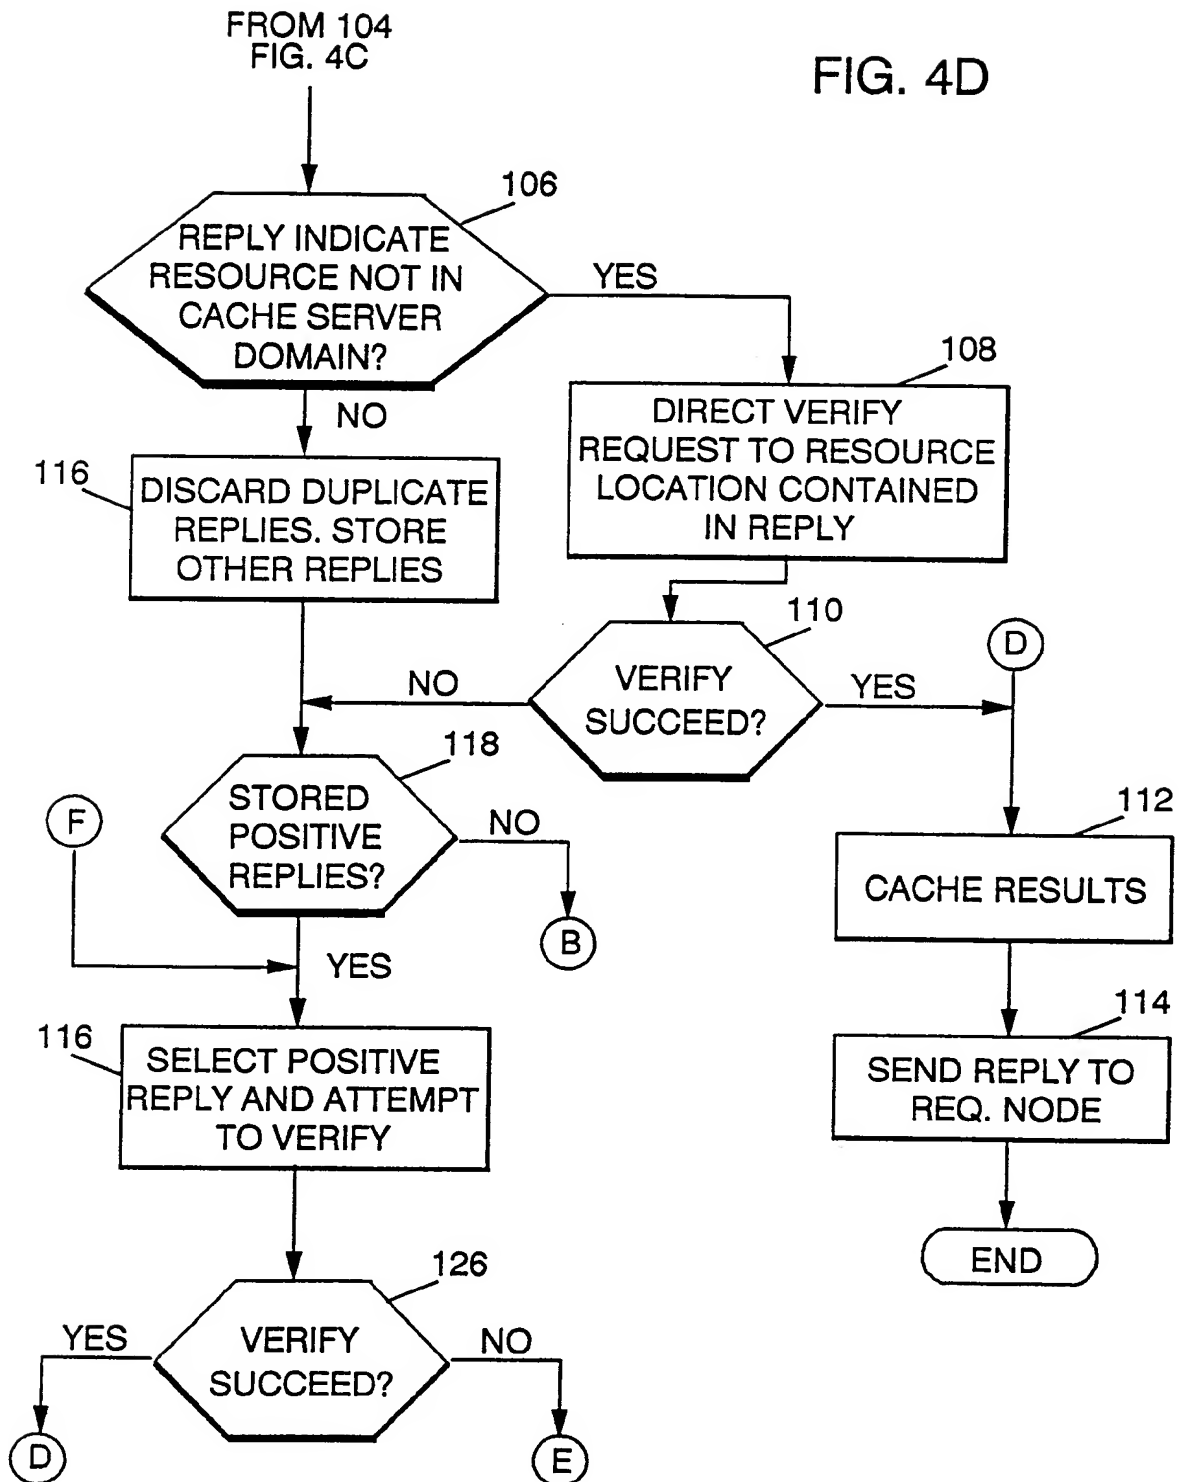 FROM 104
FIG. 4C
FIG. 4D
106
REPLY INDICATE
RESOURCE NOT IN
CACHE SERVER
DOMAIN?
YES
NO
108
DIRECT VERIFY
REQUEST TO RESOURCE
LOCATION CONTAINED
IN REPLY
116
DISCARD DUPLICATE
REPLIES. STORE
OTHER REPLIES
110
VERIFY
SUCCEED?
NO
YES
D
118
STORED
POSITIVE
REPLIES?
NO
B
F
YES
112
CACHE RESULTS
116
SELECT POSITIVE
REPLY AND ATTEMPT
TO VERIFY
114
SEND REPLY TO
REQ. NODE
END
126
VERIFY
SUCCEED?
YES
NO
D
E